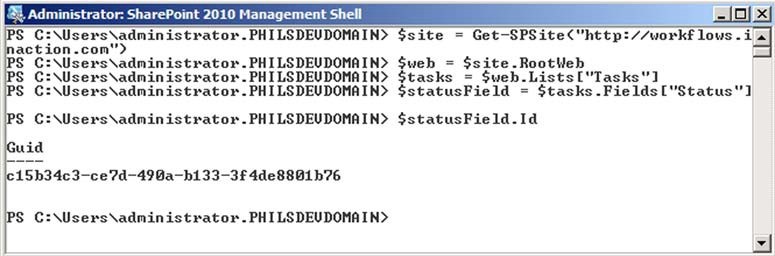 Administrator: SharePoint 2010 Management Shell
PS C:\Users\administrator.PHILSDEVDOMAIN> $site = Get-SPSite("http://workflows.i
naction.com")
PS C:\Users\administrator.PHILSDEVDOMAIN> $web = $site.RootWeb
PS C:\Users\administrator.PHILSDEVDOMAIN> $tasks = $web.Lists["Tasks"]
PS C:\Users\administrator.PHILSDEVDOMAIN> $statusField = $tasks.Fields["Status"]
PS C:\Users\administrator.PHILSDEVDOMAIN> $statusField.Id
Guid
----
c15b34c3-ce7d-490a-b133-3f4de8801b76
PS C:\Users\administrator.PHILSDEVDOMAIN>